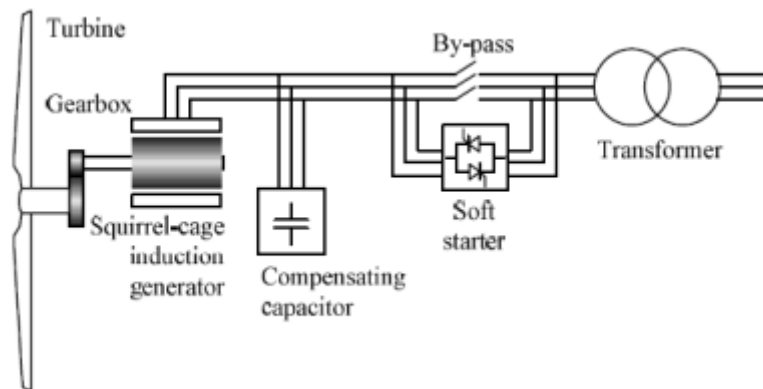 Turbine
By-pass
Gearbox
Transformer
Squirrel-cage
induction
generator
Soft
starter
Compensating
capacitor